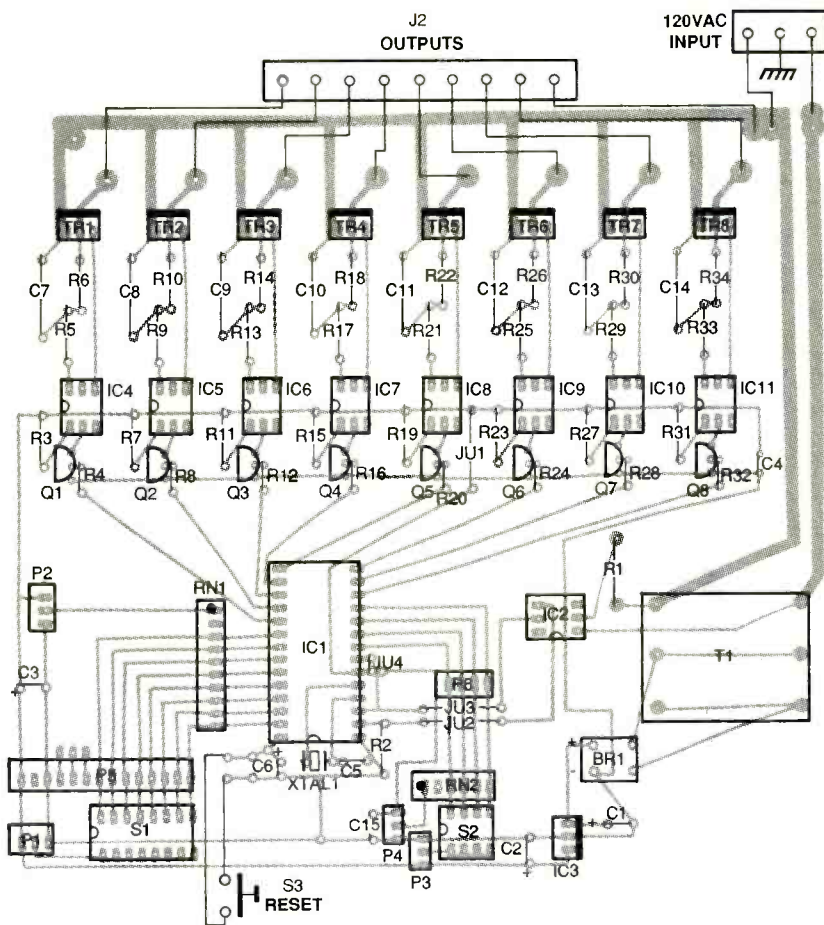 J2
OUTPUTS
120VAC
INPUT
TR1 TR2 TR3 TR4 TR5 TR6 TR7 TR8
C7 R6 C8 R10 C9 R14 C10 R18 C11 R22 C12 R26 C13 R30 C14 R34
R5 R9 R13 R17 R21 R25 R29 R33
IC4 IC5 IC6 IC7 IC8 IC9 IC10 IC11
R3 R7 R11 R15 R19 JU1 R23 R27 R31 C4
Q1 R4 Q2 R8 Q3 R12 Q4 R16 Q5 R20 Q6 R24 Q7 R28 Q8 R32
P2 RN1 IC1 IC2 R1
C3 + JU4 P6 T1
JU3
JU2
P5 C6 + XTAL1 C5 R2 RN2 + - BR1
P1 S1 C15 P4 S2 C2 + IC3 + C1
P3
S3
RESET